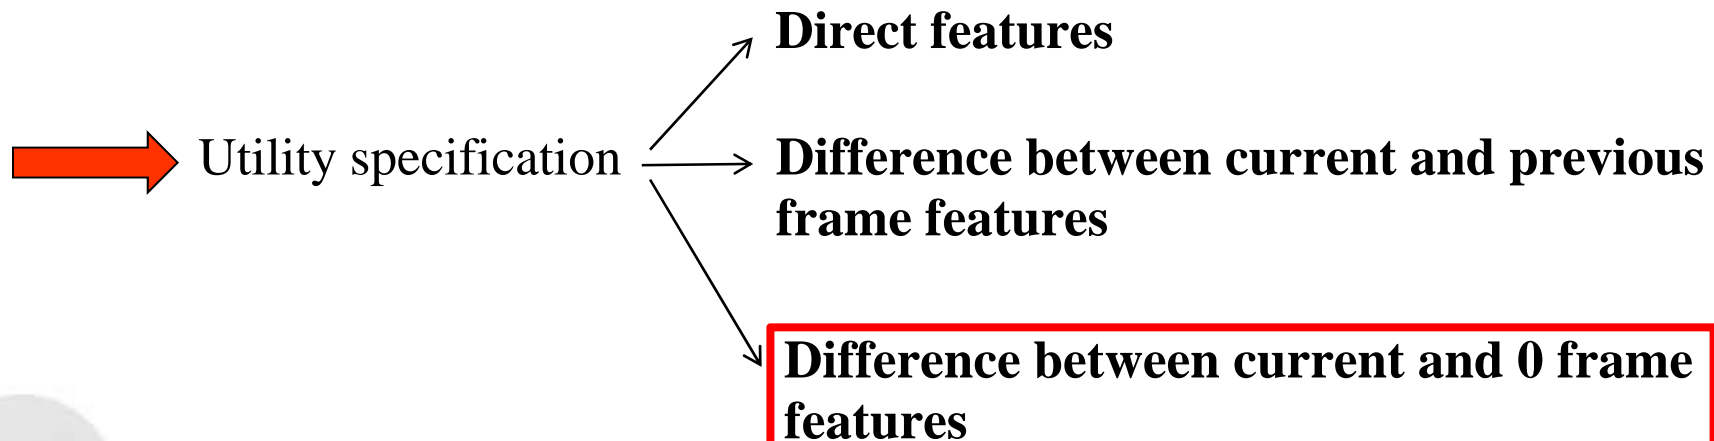 Direct features
Utility specification
Difference between current and previous
frame features
Difference between current and 0 frame
features